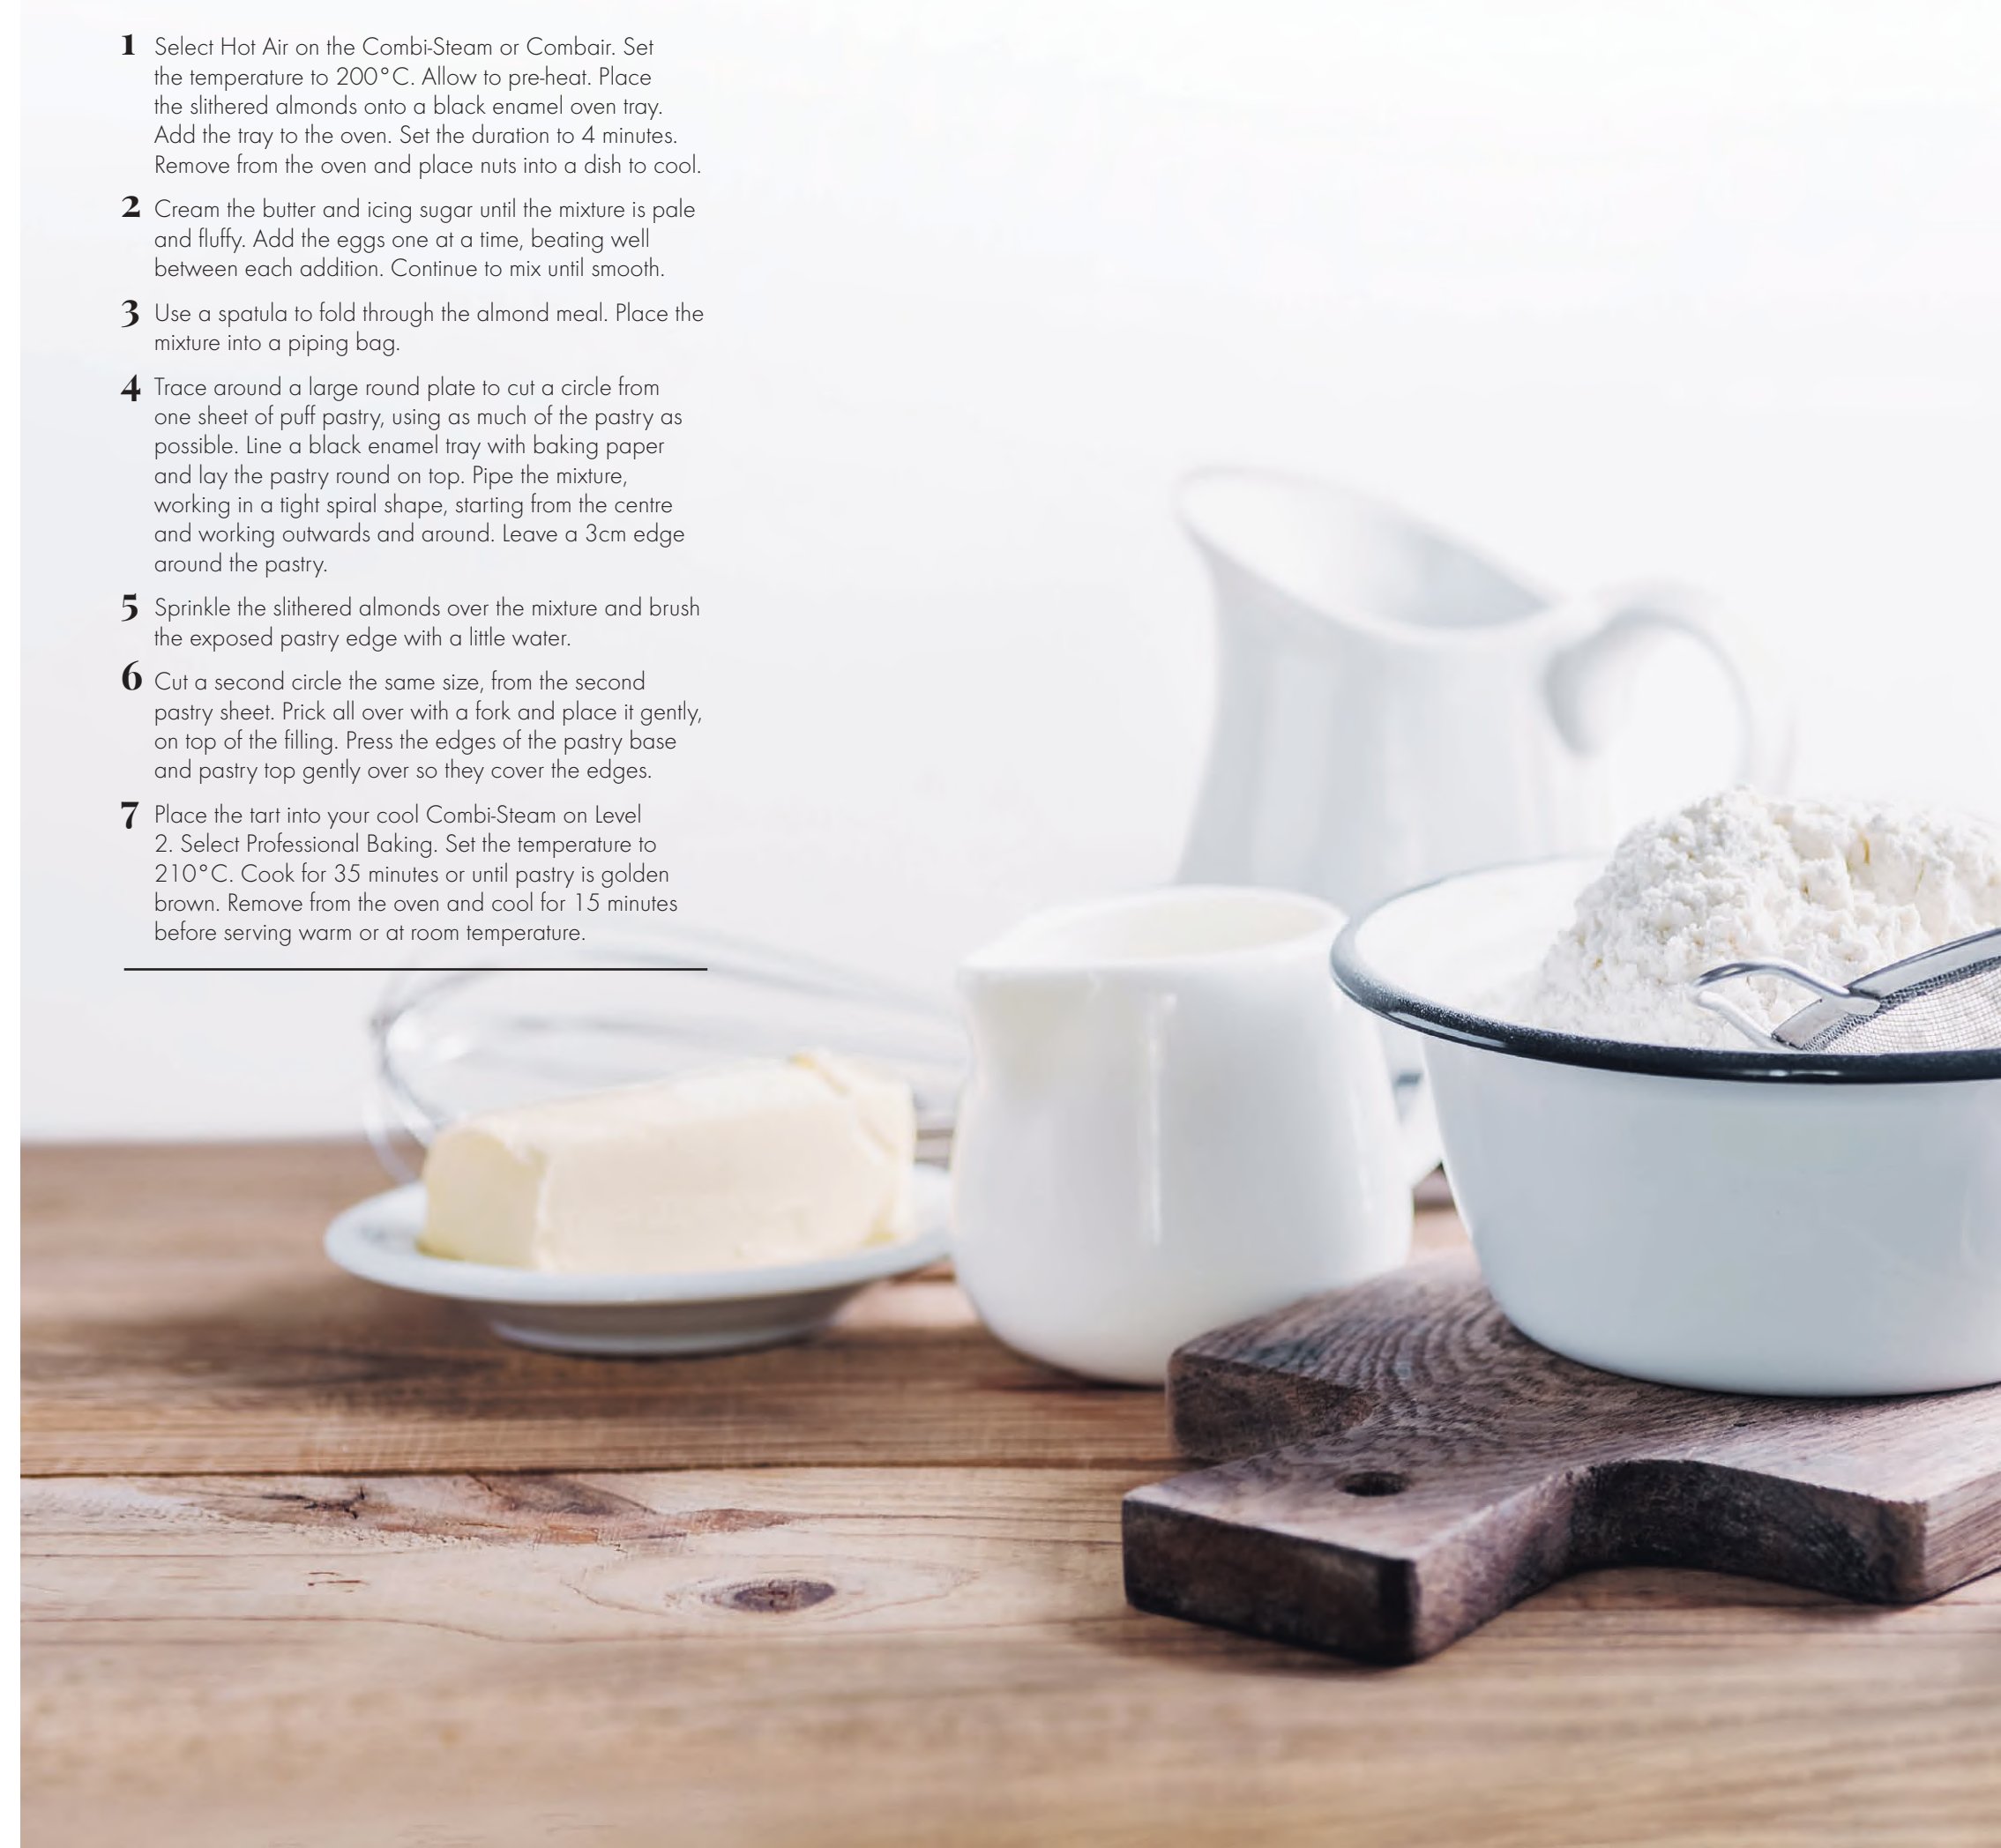 1 Select Hot Air on the Combi-Steam or Combair. Set
the temperature to 200°C. Allow to pre-heat. Place
the slithered almonds onto a black enamel oven tray.
Add the tray to the oven. Set the duration to 4 minutes.
Remove from the oven and place nuts into a dish to cool.
2 Cream the butter and icing sugar until the mixture is pale
and fluffy. Add the eggs one at a time, beating well
between each addition. Continue to mix until smooth.
3 Use a spatula to fold through the almond meal. Place the
mixture into a piping bag.
4 Trace around a large round plate to cut a circle from
one sheet of puff pastry, using as much of the pastry as
possible. Line a black enamel tray with baking paper
and lay the pastry round on top. Pipe the mixture,
working in a tight spiral shape, starting from the centre
and working outwards and around. Leave a 3cm edge
around the pastry.
5 Sprinkle the slithered almonds over the mixture and brush
the exposed pastry edge with a little water.
6 Cut a second circle the same size, from the second
pastry sheet. Prick all over with a fork and place it gently,
on top of the filling. Press the edges of the pastry base
and pastry top gently over so they cover the edges.
7 Place the tart into your cool Combi-Steam on Level
2. Select Professional Baking. Set the temperature to
210°C. Cook for 35 minutes or until pastry is golden
brown. Remove from the oven and cool for 15 minutes
before serving warm or at room temperature.